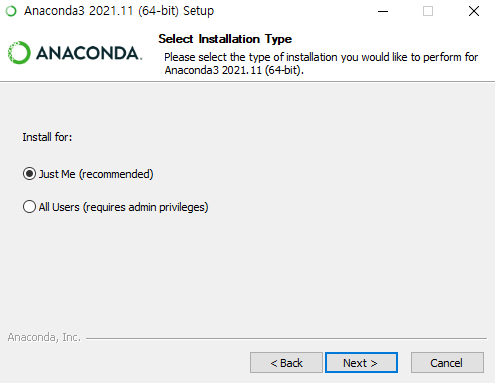 Anaconda3 2021.11 (64-bit) Setup
ANACONDA.
Select Installation Type
Please select the type of installation you would like to perform for
Anaconda3 2021.11 (64-bit).
Install for:
Just Me (recommended)
All Users (requires admin privileges)
Anaconda, Inc.
< Back
Next >
Cancel